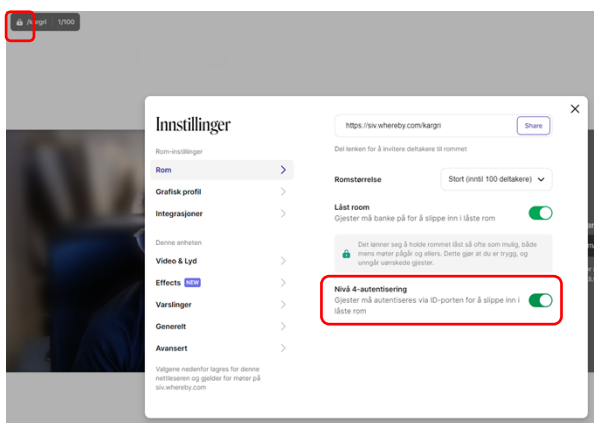 /kargri 1/100
Innstillinger
Rom-instillinger
Rom
Grafisk profil
Integrasjoner
Denne enheten
Video & Lyd
Effects NEW
Varslinger
Generelt
Avansert
Valgene nedenfor lagres for denne
nettleseren og gjelder for møter på
siv.whereby.com
https://siv.whereby.com/kargri Share
Del lenken for å invitere deltakere til rommet
Romstørrelse Stort (inntil 100 deltakere)
Låst room
Gjester må banke på for å slippe inn i låste rom
Det lønner seg å holde rommet låst så ofte som mulig, både
mens møter pågår og ellers. Dette gjør at du er trygg, og
unngår uønskede gjester.
Nivå 4-autentisering
Gjester må autentiseres via ID-porten for å slippe inn i
låste rom